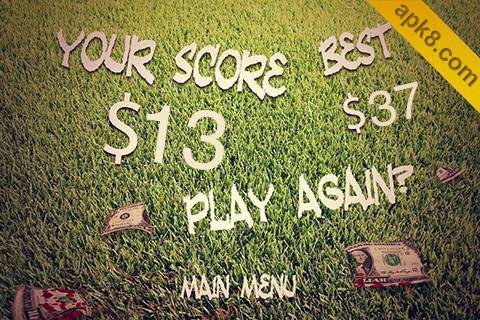 YOUR SCORE BEST
$13 $37
PLAY AGAIN?
MAIN MENU
apk8.com